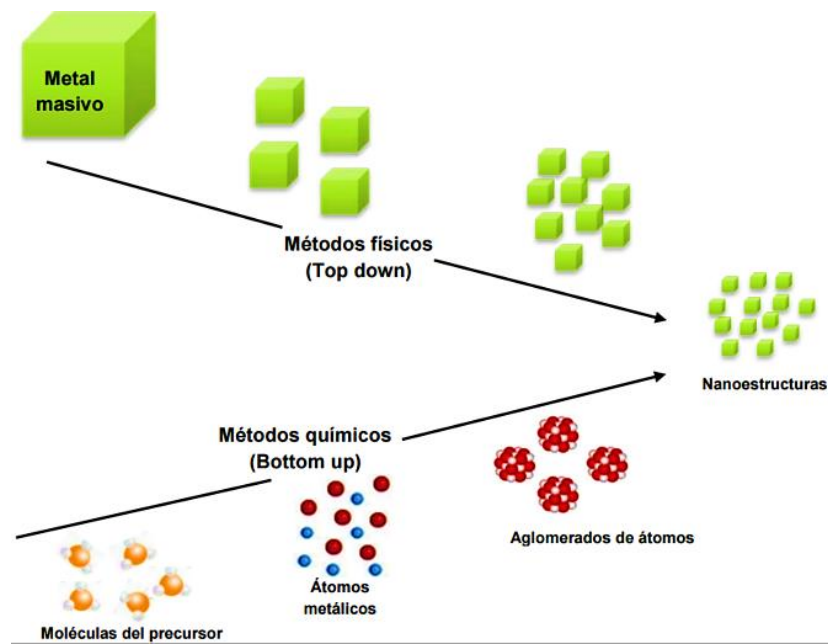 Metal
masivo
Métodos físicos
(Top down)
Nanoestructuras
Métodos químicos
(Bottom up)
Aglomerados de átomos
Átomos
metálicos
Moléculas del precursor